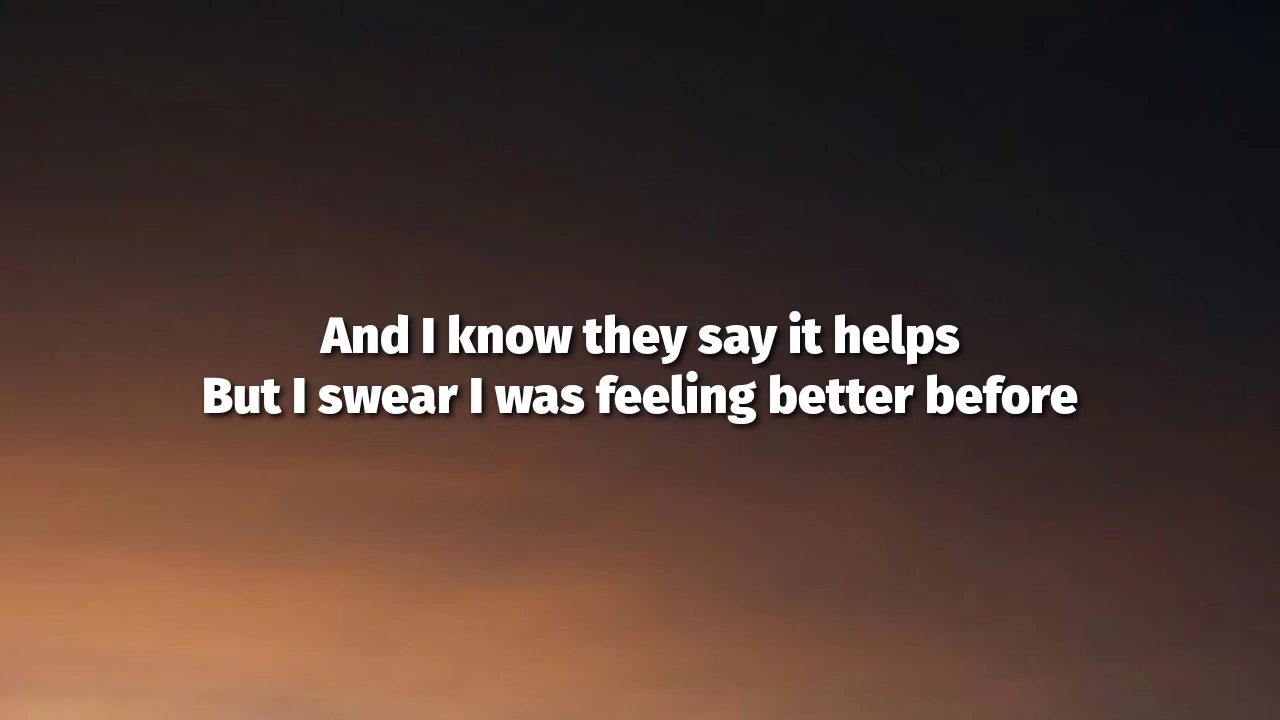 And I know they say it helps
But I swear I was feeling better before